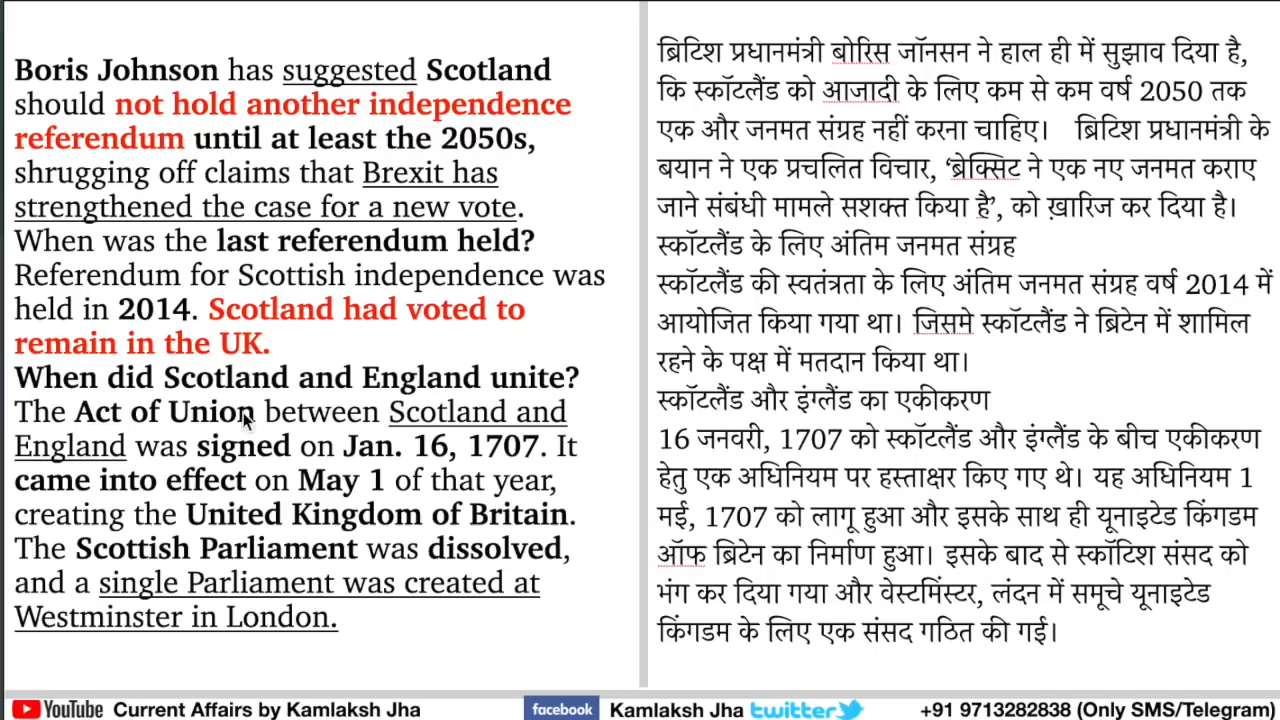 Boris Johnson has suggested Scotland
should not hold another independence
referendum until at least the 2050s,
shrugging off claims that Brexit has
strengthened the case for a new vote.
When was the last referendum held?
Referendum for Scottish independence was
held in 2014. Scotland had voted to
remain in the UK.
When did Scotland and England unite?
The Act of Union between Scotland and
England was signed on Jan. 16, 1707. It
came into effect on May 1 of that year,
creating the United Kingdom of Britain.
The Scottish Parliament was dissolved,
and a single Parliament was created at
Westminster in London.
ब्रिटिश प्रधानमंत्री बोरिस जॉनसन ने हाल ही में सुझाव दिया है,
कि स्कॉटलैंड को आजादी के लिए कम से कम वर्ष 2050 तक
एक और जनमत संग्रह नहीं करना चाहिए। ब्रिटिश प्रधानमंत्री के
बयान ने एक प्रचलित विचार, ‘ब्रेक्सिट ने एक नए जनमत कराए
जाने संबंधी मामले सशक्त किया है’, को ख़ारिज कर दिया है।
स्कॉटलैंड के लिए अंतिम जनमत संग्रह
स्कॉटलैंड की स्वतंत्रता के लिए अंतिम जनमत संग्रह वर्ष 2014 में
आयोजित किया गया था। जिसमे स्कॉटलैंड ने ब्रिटेन में शामिल
रहने के पक्ष में मतदान किया था।
स्कॉटलैंड और इंग्लैंड का एकीकरण
16 जनवरी, 1707 को स्कॉटलैंड और इंग्लैंड के बीच एकीकरण
हेतु एक अधिनियम पर हस्ताक्षर किए गए थे। यह अधिनियम 1
मई, 1707 को लागू हुआ और इसके साथ ही यूनाइटेड किंगडम
ऑफ ब्रिटेन का निर्माण हुआ। इसके बाद से स्कॉटिश संसद को
भंग कर दिया गया और वेस्टमिंस्टर, लंदन में समूचे यूनाइटेड
किंगडम के लिए एक संसद गठित की गई।
YouTube Current Affairs by Kamlaksh Jha facebook Kamlaksh Jha twitter +91 9713282838 (Only SMS/Telegram)